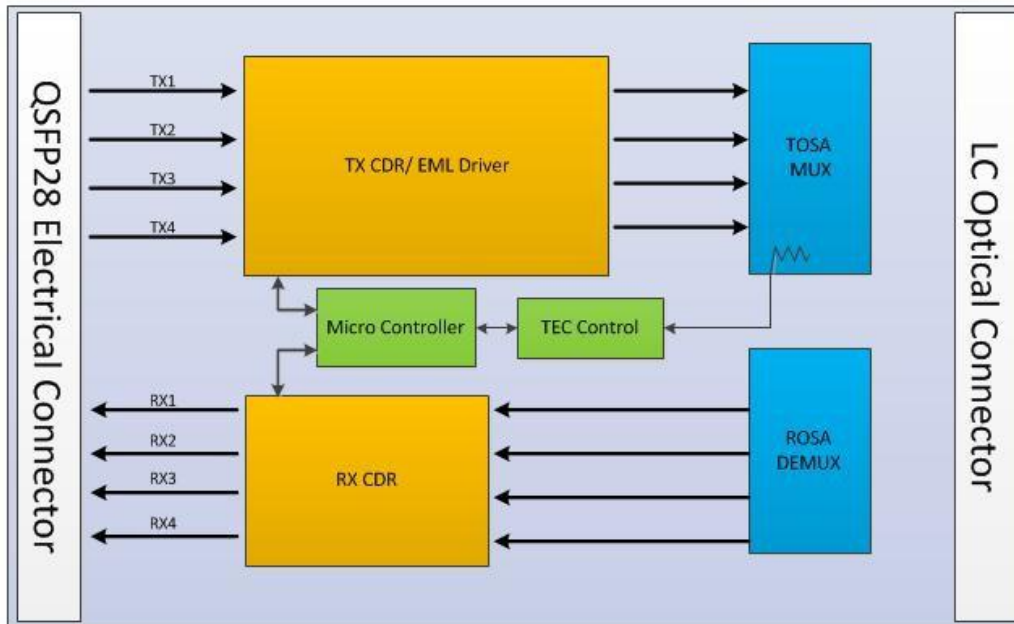 QSFP28 Electrical Connector
TX1
TX2
TX3
TX4
TX CDR/ EML Driver
TOSA
MUX
Micro Controller
TEC Control
RX1
RX2
RX3
RX4
RX CDR
ROSA
DEMUX
LC Optical Connector